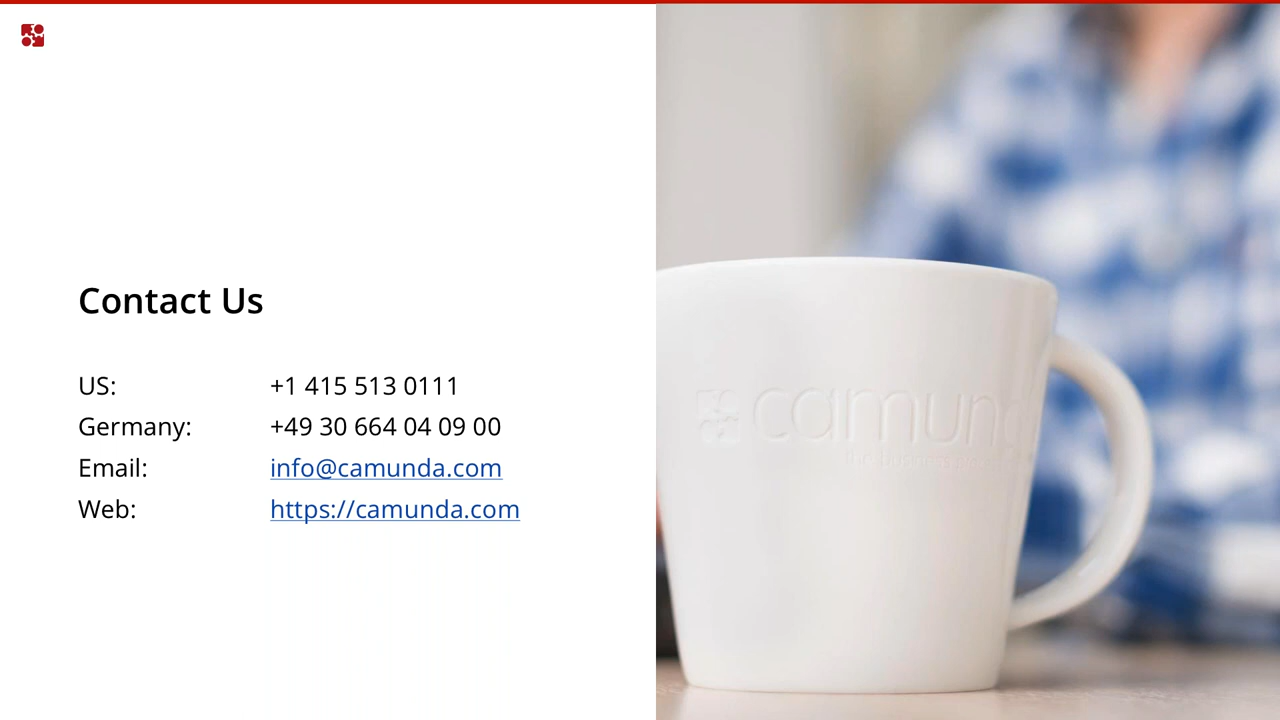 Contact Us
US: +1 415 513 0111
Germany: +49 30 664 04 09 00
Email: info@camunda.com
Web: https://camunda.com
camun